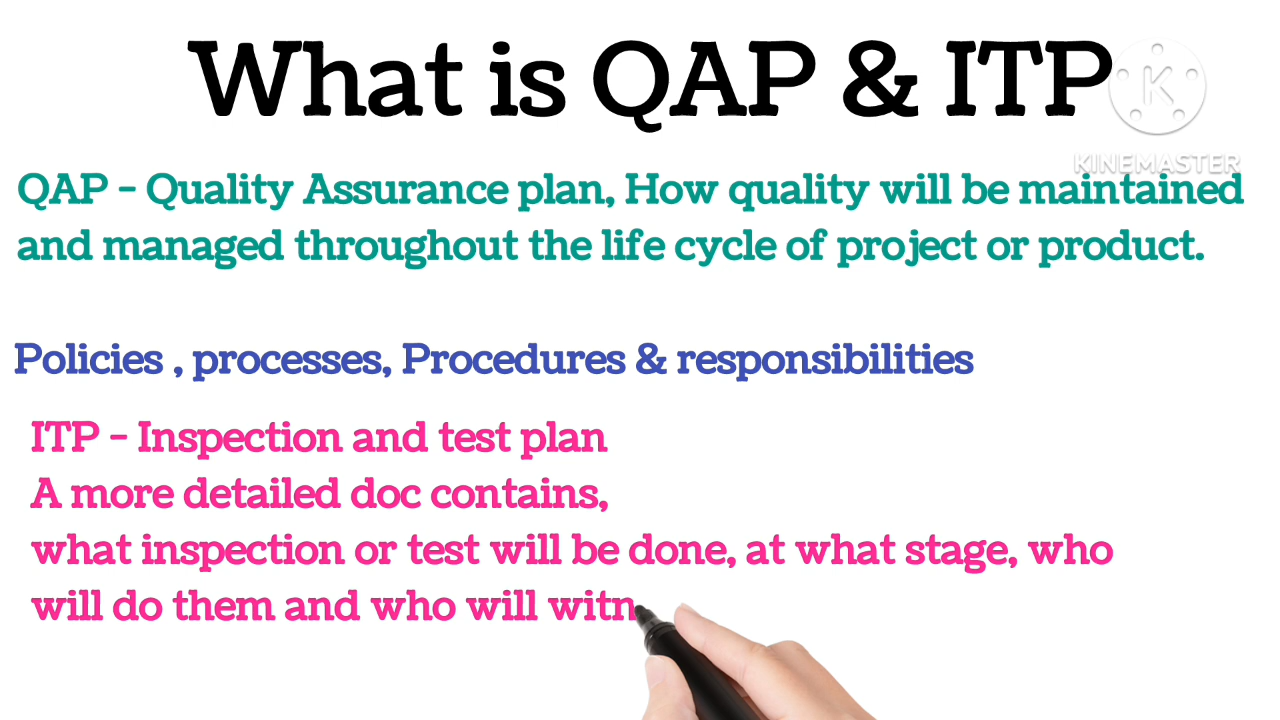 What is QAP & ITP
K
KINEMASTER
QAP - Quality Assurance plan, How quality will be maintained
and managed throughout the life cycle of project or product.
Policies , processes, Procedures & responsibilities
ITP - Inspection and test plan
A more detailed doc contains,
what inspection or test will be done, at what stage, who
will do them and who will witn